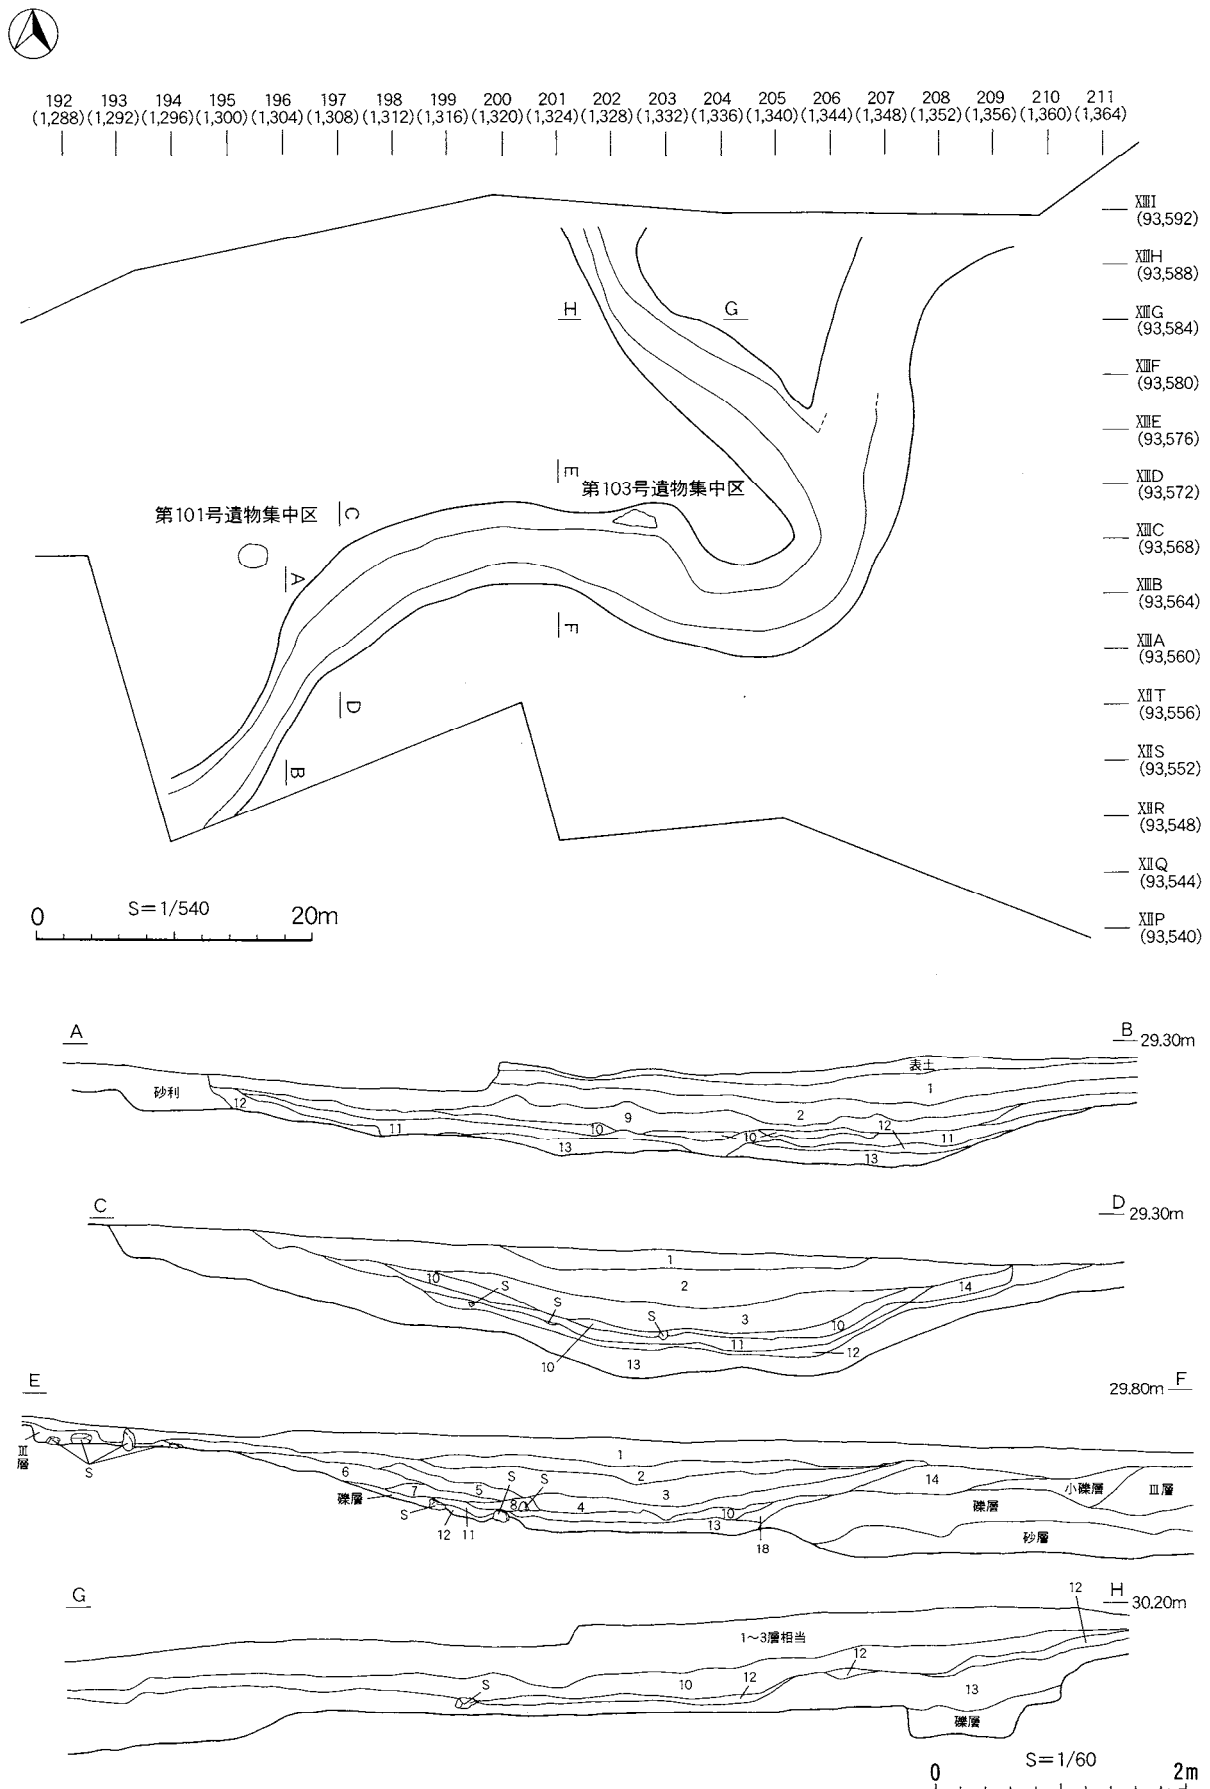 192 193 194 195 196 197 198 199 200 201 202 203 204 205 206 207 208 209 210 211
(1,288) (1,292) (1,296) (1,300) (1,304) (1,308) (1,312) (1,316) (1,320) (1,324) (1,328) (1,332) (1,336) (1,340) (1,344) (1,348) (1,352) (1,356) (1,360) (1,364)
ⅩⅢI
(93,592)
ⅩⅢH
(93,588)
H G
ⅩⅢG
(93,584)
ⅩⅢF
(93,580)
ⅩⅢE
(93,576)
E
第103号遺物集中区
ⅩⅢD
(93,572)
第101号遺物集中区
C
ⅩⅢC
(93,568)
A
ⅩⅢB
(93,564)
F
ⅩⅢA
(93,560)
D
ⅩⅡT
(93,556)
B
ⅩⅡS
(93,552)
ⅩⅡR
(93,548)
ⅩⅡQ
(93,544)
ⅩⅡP
(93,540)
0 S=1/540 20m
A B 29.30m
表土
砂利 1
12 9 2 12
11 10 10 11
13 13
C D 29.30m
1
10 2 14
S S S 3 10
11
10 13 12
E 29.80m F
1
Ⅲ層 S 6 2 14 小礫層 Ⅲ層
7 5 S S 3
礫層 8 4 10 礫層
S 12 11 13 18 砂層
G H 30.20m
12
1~3層相当
12
S 10 12 13
礫層
S=1/60
0 2m